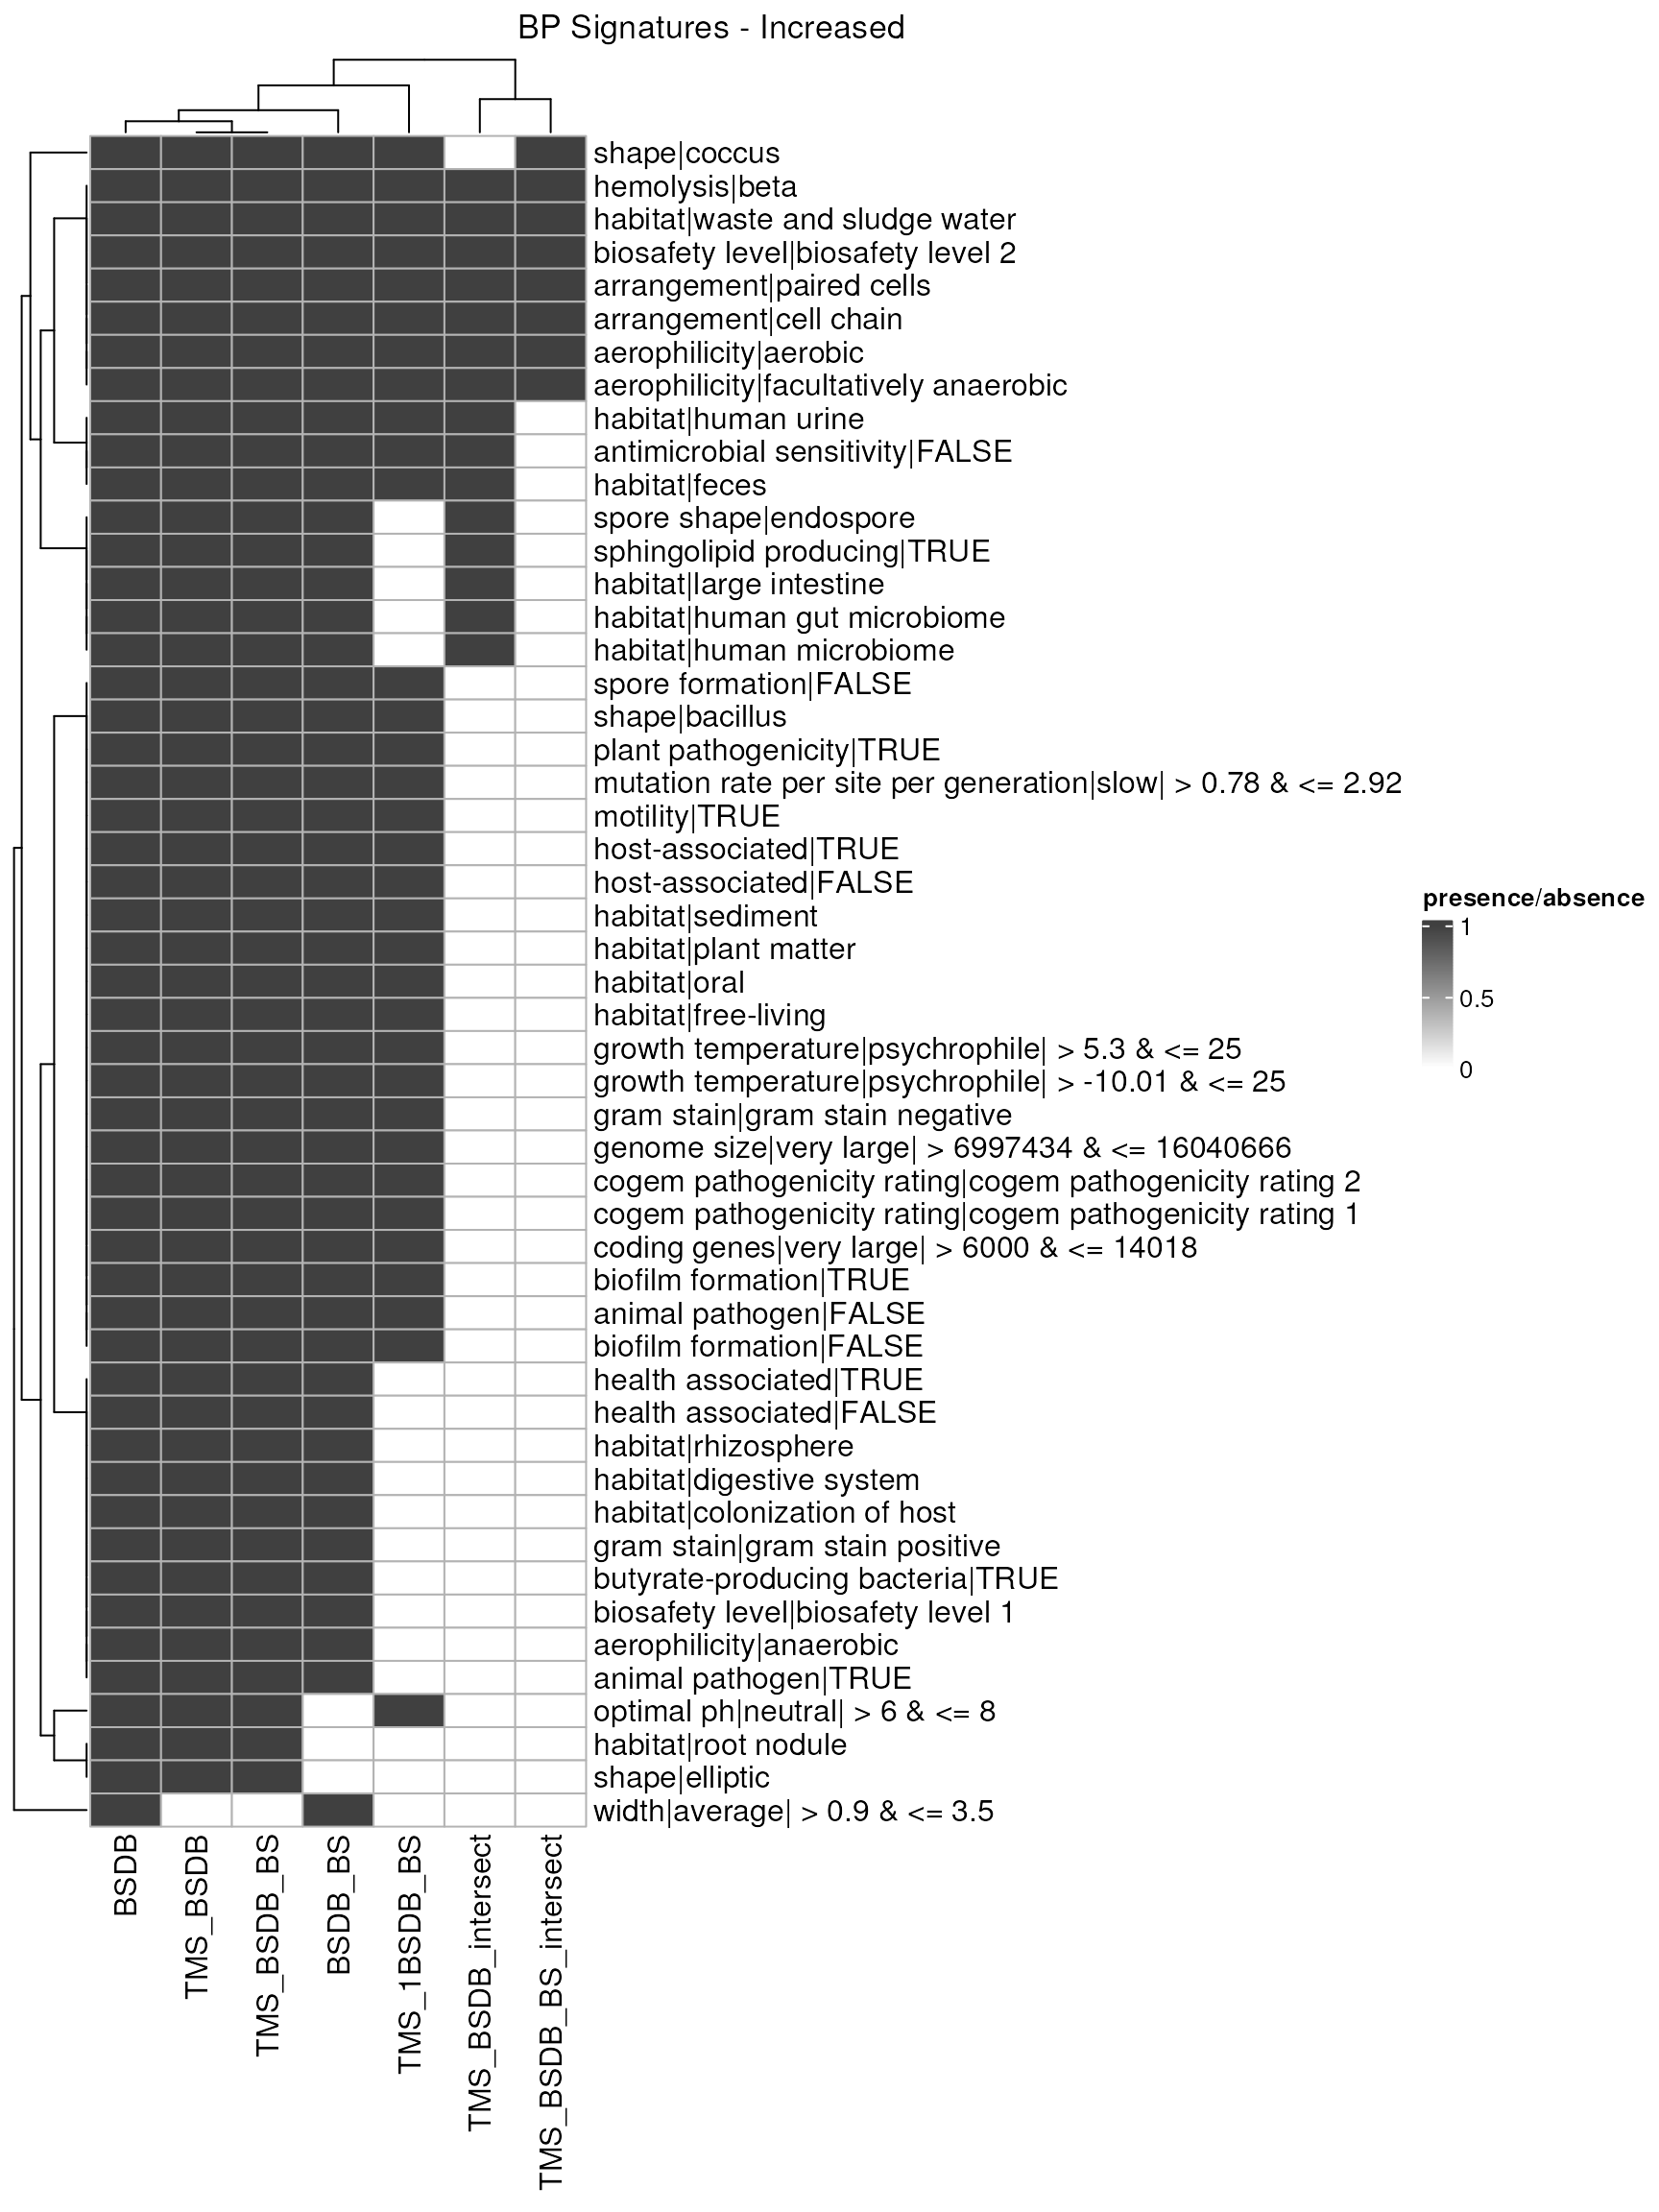 BP Signatures - Increased
shape|coccus
hemolysis|beta
habitat|waste and sludge water
biosafety level|biosafety level 2
arrangement|paired cells
arrangement|cell chain
aerophilicity|aerobic
aerophilicity|facultatively anaerobic
habitat|human urine
antimicrobial sensitivity|FALSE
habitat|feces
spore shape|endospore
sphingolipid producing|TRUE
habitat|large intestine
habitat|human gut microbiome
habitat|human microbiome
spore formation|FALSE
shape|bacillus
plant pathogenicity|TRUE
mutation rate per site per generation|slow| > 0.78 & <= 2.92
motility|TRUE
host-associated|TRUE
host-associated|FALSE
habitat|sediment
habitat|plant matter
habitat|oral
habitat|free-living
growth temperature|psychrophile| > 5.3 & <= 25
growth temperature|psychrophile| > -10.01 & <= 25
gram stain|gram stain negative
genome size|very large| > 6997434 & <= 16040666
cogem pathogenicity rating|cogem pathogenicity rating 2
cogem pathogenicity rating|cogem pathogenicity rating 1
coding genes|very large| > 6000 & <= 14018
biofilm formation|TRUE
animal pathogen|FALSE
biofilm formation|FALSE
health associated|TRUE
health associated|FALSE
habitat|rhizosphere
habitat|digestive system
habitat|colonization of host
gram stain|gram stain positive
butyrate-producing bacteria|TRUE
biosafety level|biosafety level 1
aerophilicity|anaerobic
animal pathogen|TRUE
optimal ph|neutral| > 6 & <= 8
habitat|root nodule
shape|elliptic
width|average| > 0.9 & <= 3.5
BSDB
TMS_BSDB
TMS_BSDB_BS
BSDB_BS
TMS_1BSDB_BS
TMS_BSDB_intersect
TMS_BSDB_BS_intersect
presence/absence
1
0.5
0